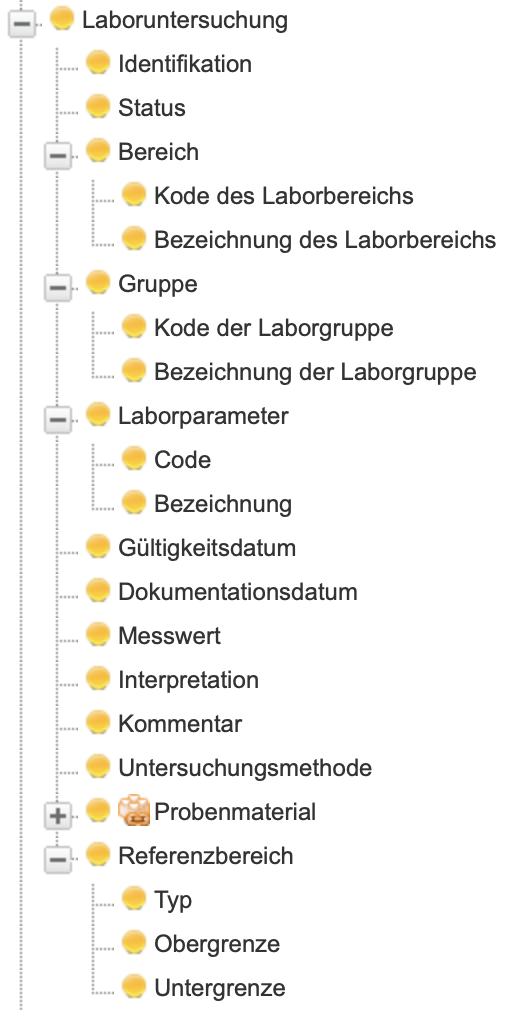 Laboruntersuchung
Identifikation
Status
Bereich
Kode des Laborbereichs
Bezeichnung des Laborbereichs
Gruppe
Kode der Laborgruppe
Bezeichnung der Laborgruppe
Laborparameter
Code
Bezeichnung
Gültigkeitsdatum
Dokumentationsdatum
Messwert
Interpretation
Kommentar
Untersuchungsmethode
Probenmaterial
Referenzbereich
Typ
Obergrenze
Untergrenze